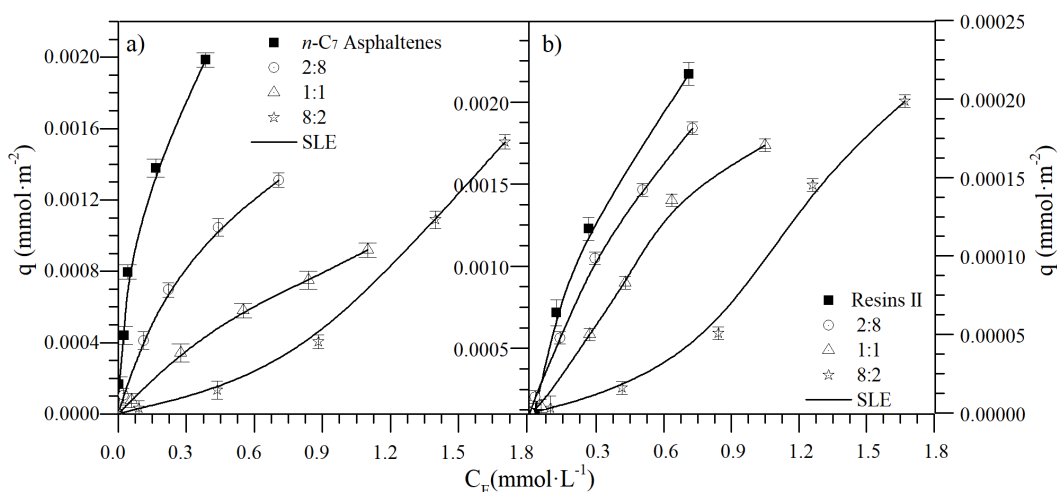 a)
n-C7 Asphaltenes
2:8
1:1
8:2
SLE
q (mmol·m-2)
0.0020
0.0016
0.0012
0.0008
0.0004
0.0000
0.0 0.3 0.6 0.9 1.2 1.5
b)
Resins II
2:8
1:1
8:2
SLE
0.0020
0.0015
0.0010
0.0005
0.00025
0.00020
0.00015
0.00010
0.00005
0.00000
q (mmol·m-2)
0.0 0.3 0.6 0.9 1.2 1.5 1.8
CE(mmol·L-1)